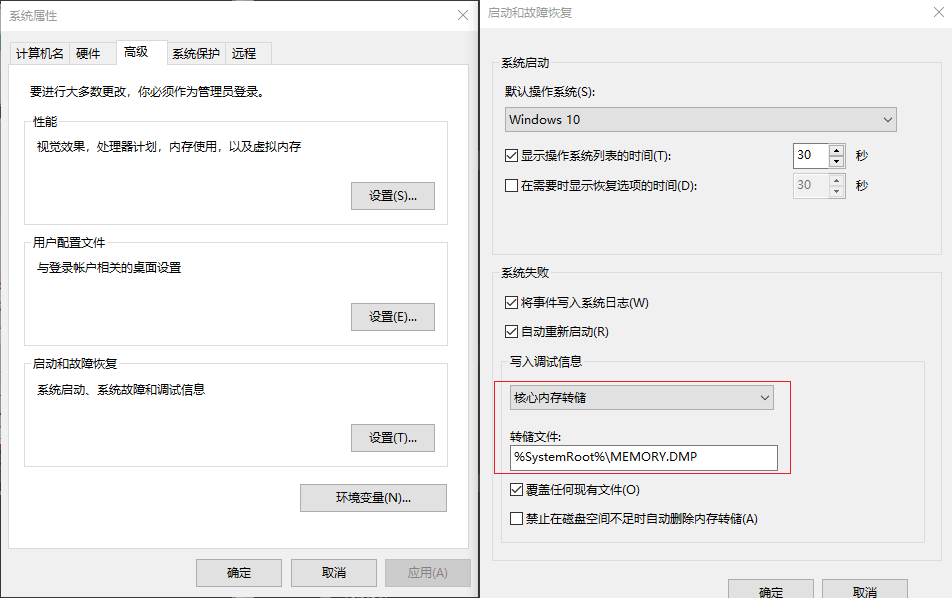 系统属性
计算机名
硬件
高级
系统保护
远程
要进行大多数更改，你必须作为管理员登录。
性能
视觉效果，处理器计划，内存使用，以及虚拟内存
设置(S)...
用户配置文件
与登录帐户相关的桌面设置
设置(E)...
启动和故障恢复
系统启动、系统故障和调试信息
设置(T)...
环境变量(N)...
确定
取消
应用(A)
启动和故障恢复
系统启动
默认操作系统(S):
Windows 10
显示操作系统列表的时间(T):
30
秒
在需要时显示恢复选项的时间(D):
30
秒
系统失败
将事件写入系统日志(W)
自动重新启动(R)
写入调试信息
核心内存转储
转储文件:
%SystemRoot%\MEMORY.DMP
覆盖任何现有文件(O)
禁止在磁盘空间不足时自动删除内存转储(A)
确定
取消